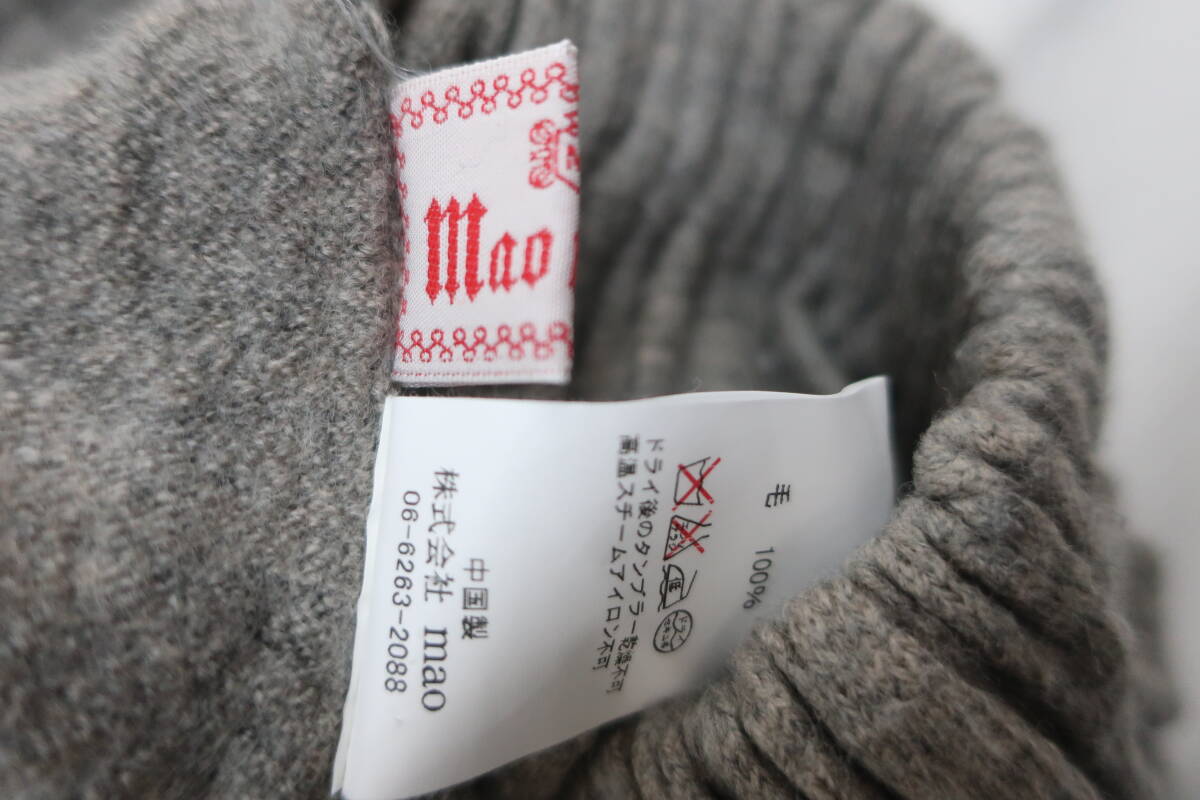 mao
毛 100%
ドライ後のタンブラー乾燥不可
高温スチームアイロン不可
中国製
株式会社 mao
06-6263-2088